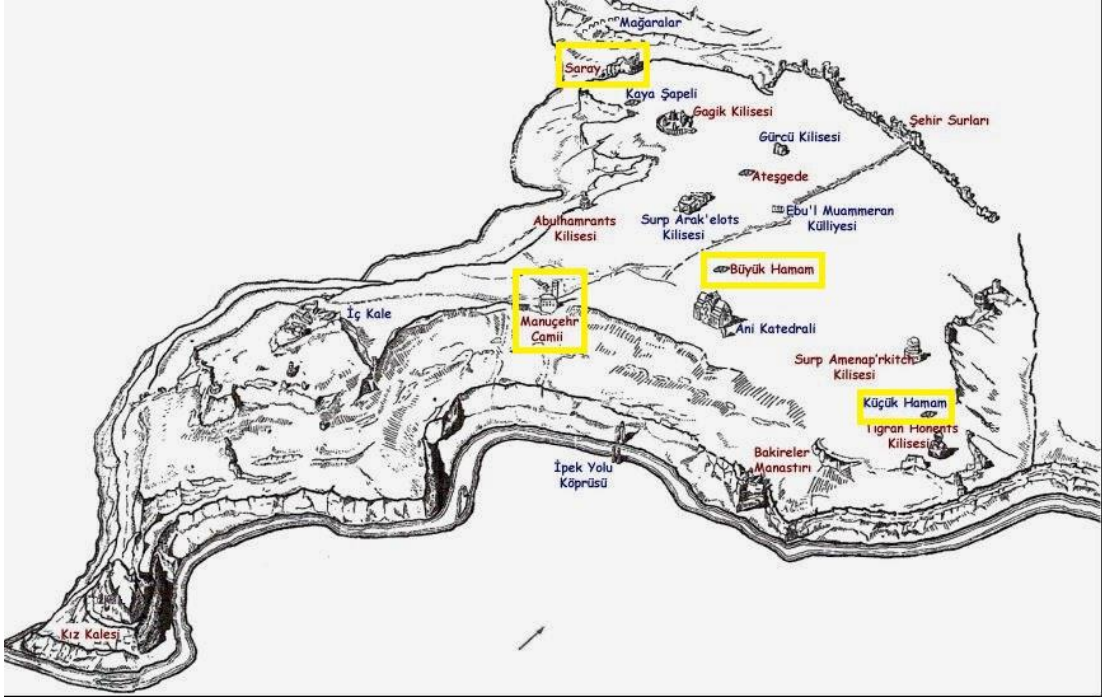 Mağaralar
Saray
Kaya Şapeli
Gagik Kilisesi
Şehir Surları
Gürcü Kilisesi
Ateşgede
Abulhamrants
Kilisesi
Surp Arak'elots
Kilisesi
Ebu'l Muammeran
Külliyesi
Büyük Hamam
İç Kale
Manuçehr
Camii
Ani Katedrali
Surp Amenap'rkitch
Kilisesi
Küçük Hamam
Tigran Honents
Kilisesi
Bakireler
Manastırı
İpek Yolu
Köprüsü
Kız Kalesi